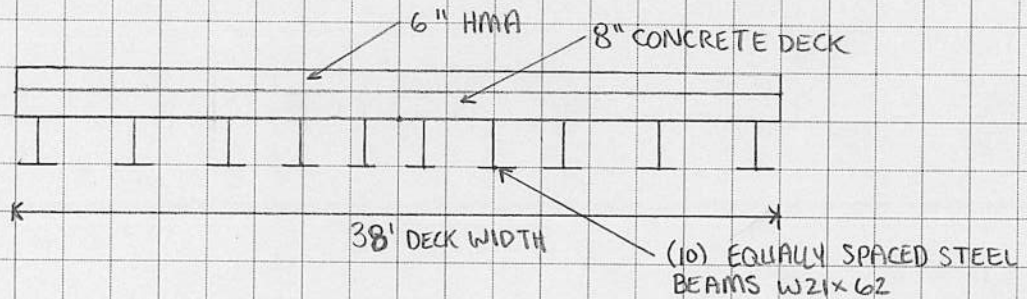 6" HMA
8" CONCRETE DECK
38' DECK WIDTH
(10) EQUALLY SPACED STEEL
BEAMS W21x62